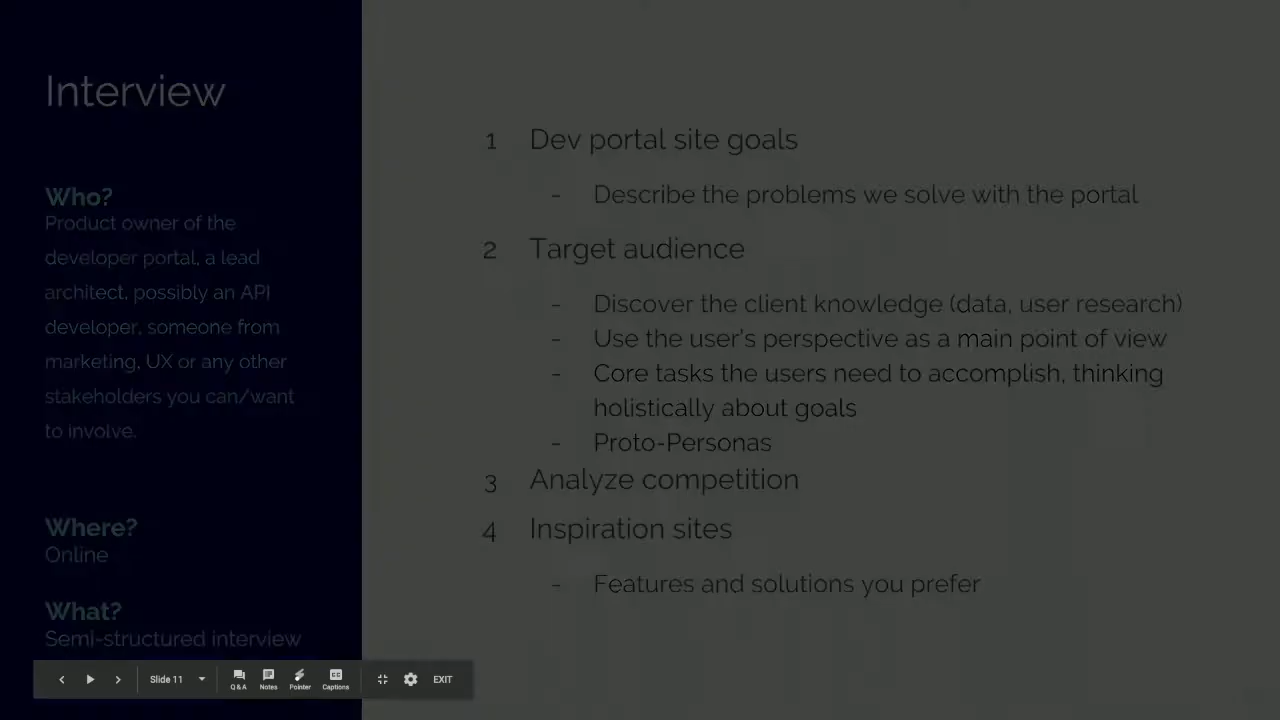 Interview
Who?
Product owner of the
developer portal, a lead
architect, possibly an API
developer, someone from
marketing, UX or any other
stakeholders you can/want
to involve.
Where?
Online
What?
Semi-structured interview
1 Dev portal site goals
- Describe the problems we solve with the portal
2 Target audience
- Discover the client knowledge (data, user research)
- Use the user's perspective as a main point of view
- Core tasks the users need to accomplish, thinking
holistically about goals
- Proto-Personas
3 Analyze competition
4 Inspiration sites
- Features and solutions you prefer
Slide 11
Q&A
Notes
Pointer
CC
Captions
EXIT